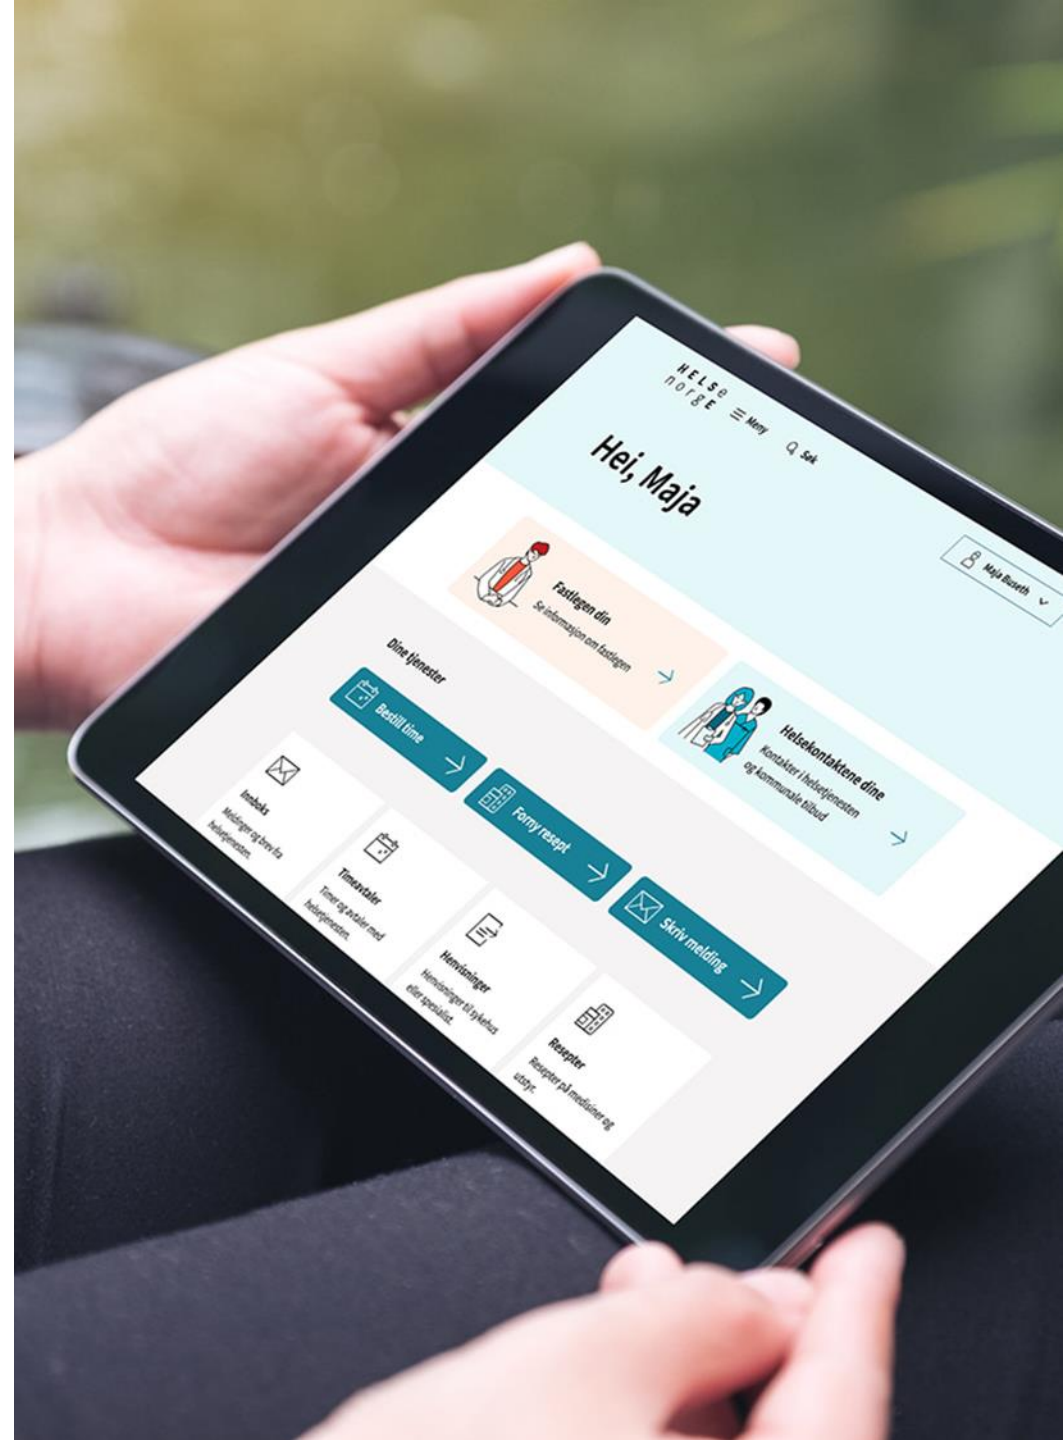 HELSe
norgE
Meny
Søk
Maja Buseth
Hei, Maja
Fastlegen din
Se informasjon om fastlegen
Helsekontaktene dine
Kontakter i helsetjenesten
og kommunale tilbud
Dine tjenester
Bestill time
Forny resept
Skriv melding
Innboks
Meldinger og brev fra
helsetjenesten.
Timeavtaler
Timer og avtaler med
helsetjenesten.
Henvisninger
Henvisninger til sykehus
eller spesialist.
Resepter
Resepter på medisiner og
utstyr.